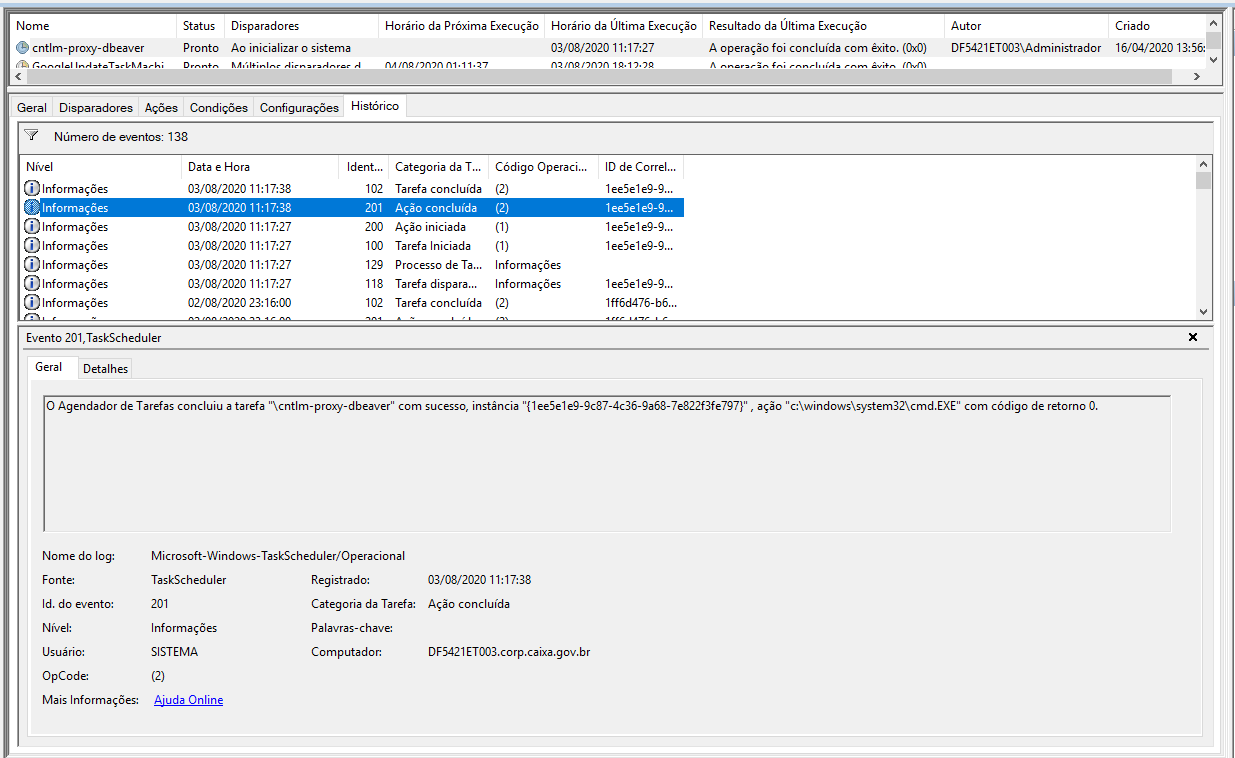 Nome Status Disparadores Horário da Próxima Execução Horário da Última Execução Resultado da Última Execução Autor Criado
cntlm-proxy-dbeaver Pronto Ao inicializar o sistema 03/08/2020 11:17:27 A operação foi concluída com êxito. (0x0) DF5421ET003\Administrador 16/04/2020 13:56:
GoogleUpdateTaskMachi Pronto Múltiplos disparadores d 04/08/2020 01:11:37 03/08/2020 18:12:28 A operação foi concluída com êxito. (0x0)
Geral Disparadores Ações Condições Configurações Histórico
Número de eventos: 138
Nível Data e Hora Ident... Categoria da T... Código Operaci... ID de Correl...
Informações 03/08/2020 11:17:38 102 Tarefa concluída (2) 1ee5e1e9-9...
Informações 03/08/2020 11:17:38 201 Ação concluída (2) 1ee5e1e9-9...
Informações 03/08/2020 11:17:27 200 Ação iniciada (1) 1ee5e1e9-9...
Informações 03/08/2020 11:17:27 100 Tarefa Iniciada (1) 1ee5e1e9-9...
Informações 03/08/2020 11:17:27 129 Processo de Ta... Informações
Informações 03/08/2020 11:17:27 118 Tarefa dispara... Informações 1ee5e1e9-9...
Informações 02/08/2020 23:16:00 102 Tarefa concluída (2) 1ff6d476-b6...
Evento 201,TaskScheduler
Geral Detalhes
O Agendador de Tarefas concluiu a tarefa "\cntlm-proxy-dbeaver" com sucesso, instância "{1ee5e1e9-9c87-4c36-9a68-7e822f3fe797}" , ação "c:\windows\system32\cmd.EXE" com código de retorno 0.
Nome do log: Microsoft-Windows-TaskScheduler/Operacional
Fonte: TaskScheduler Registrado: 03/08/2020 11:17:38
Id. do evento: 201 Categoria da Tarefa: Ação concluída
Nível: Informações Palavras-chave:
Usuário: SISTEMA Computador: DF5421ET003.corp.caixa.gov.br
OpCode: (2)
Mais Informações: Ajuda Online